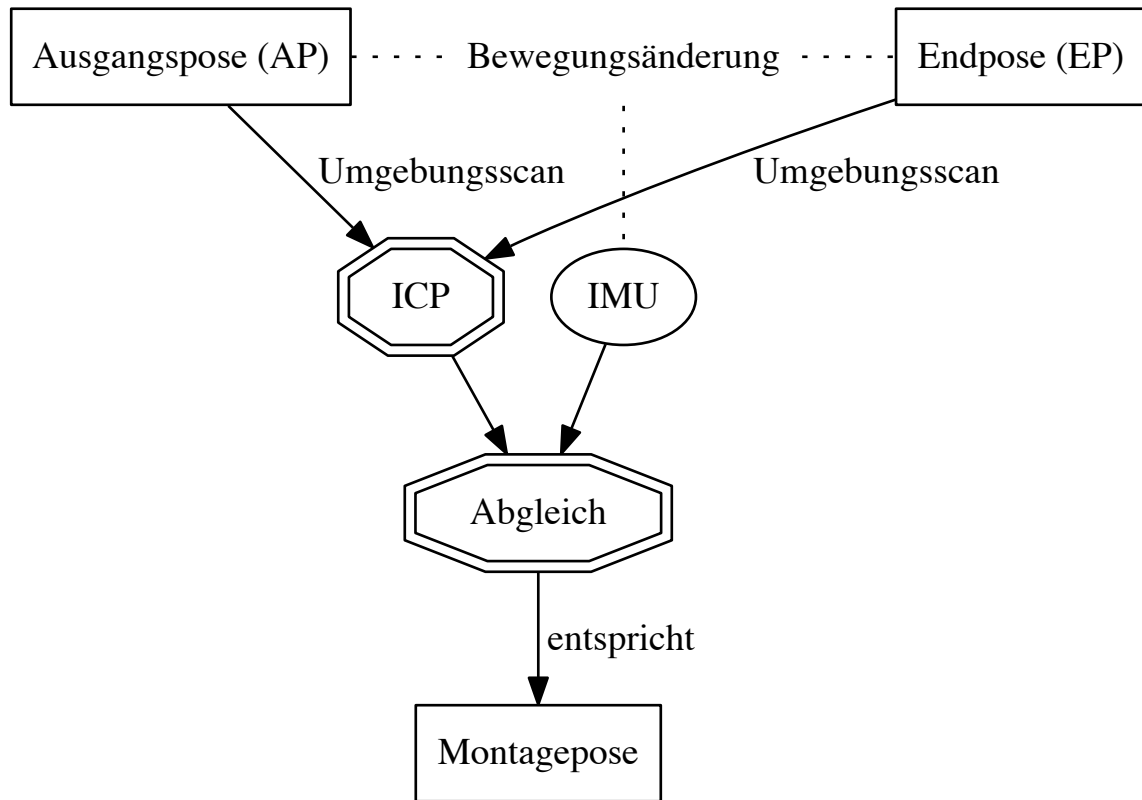 Ausgangspose (AP)
Bewegungsänderung
Endpose (EP)
Umgebungsscan
Umgebungsscan
ICP
IMU
Abgleich
entspricht
Montagepose